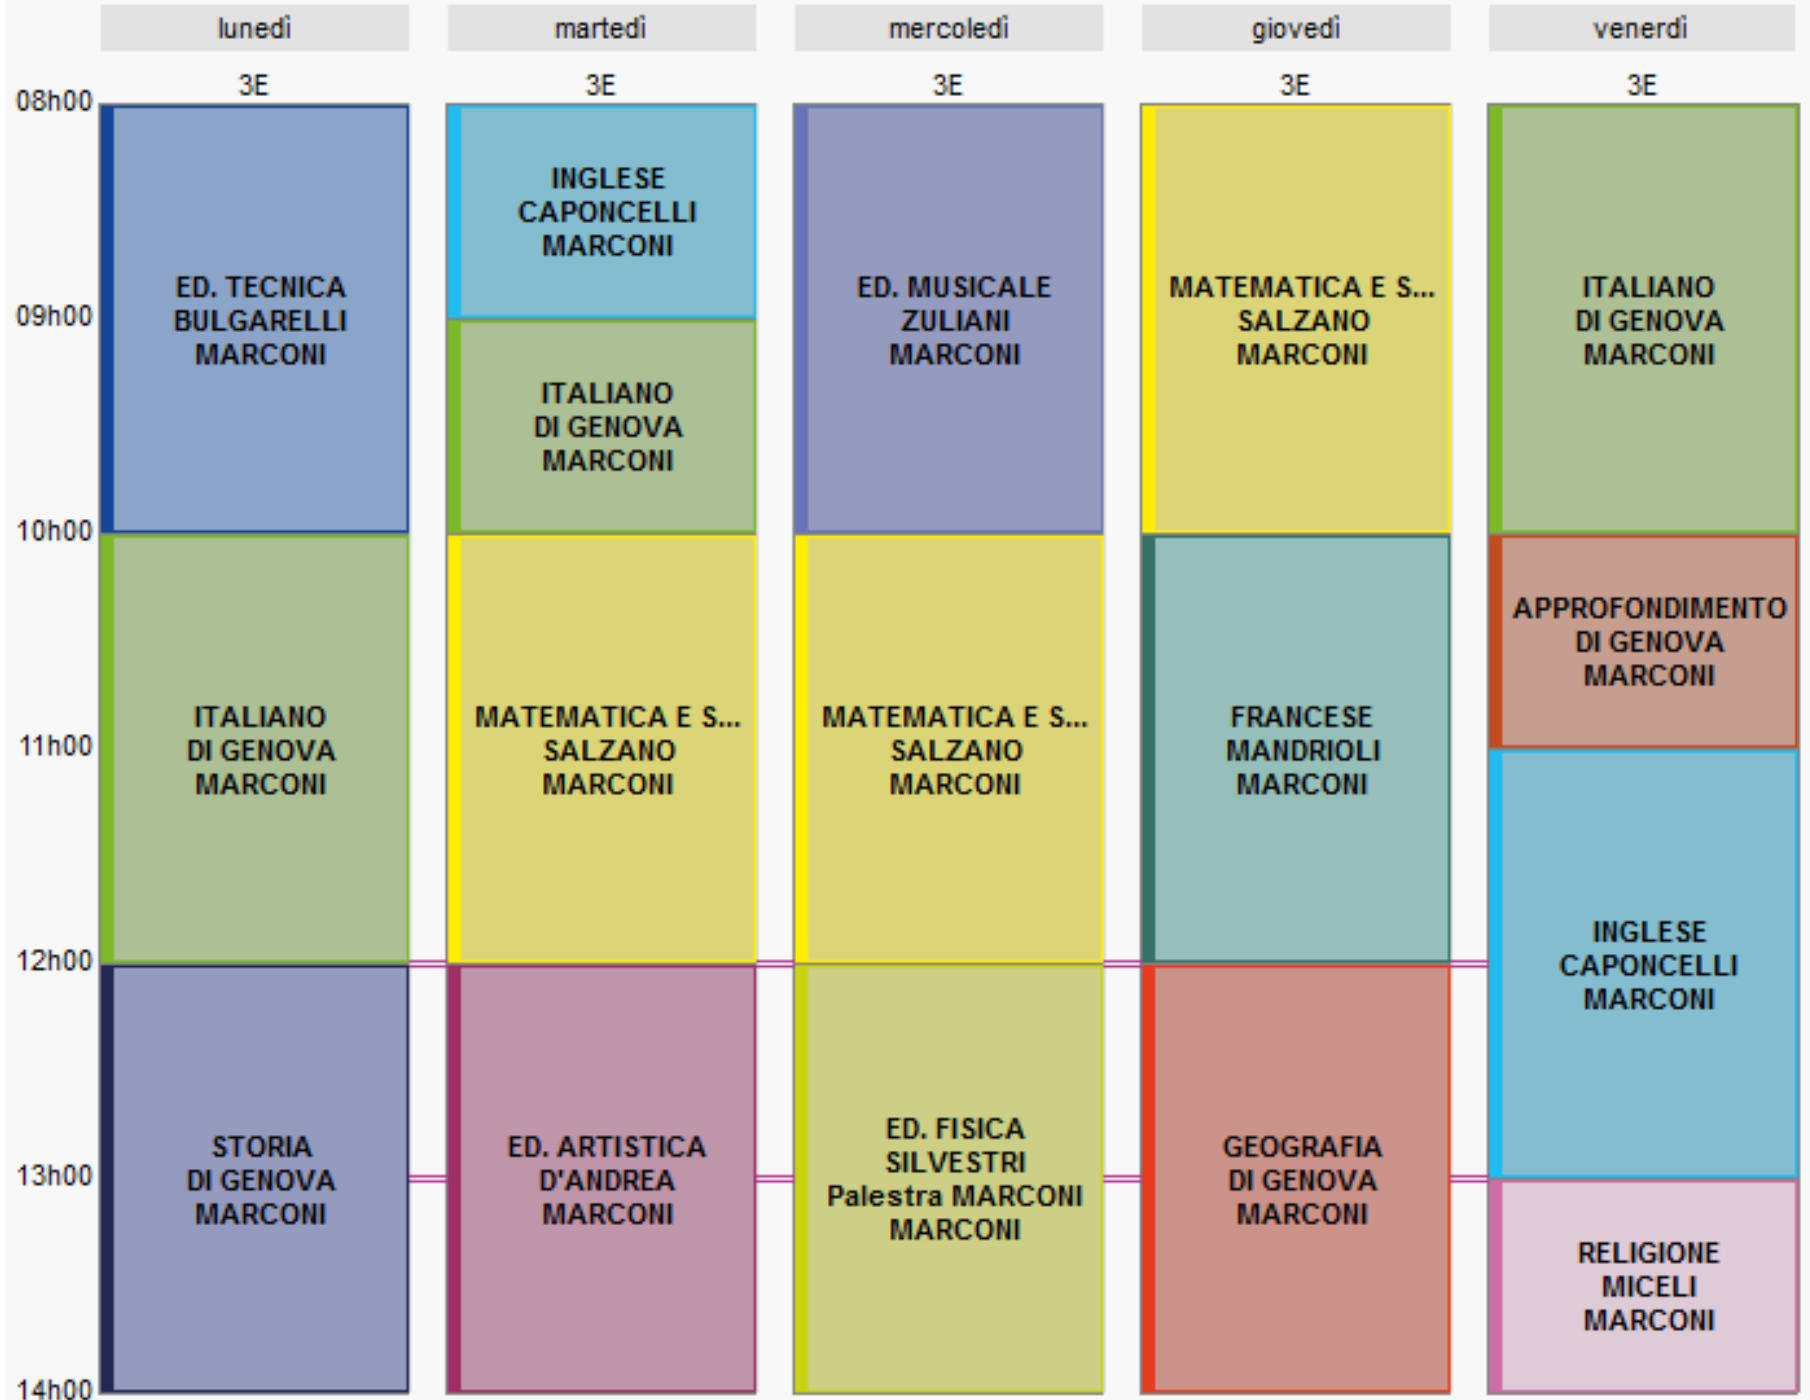 lunedì
martedì
mercoledì
giovedì
venerdì
3E
3E
3E
3E
3E
08h00
09h00
10h00
11h00
12h00
13h00
14h00
ED. TECNICA
BULGARELLI
MARCONI
ITALIANO
DI GENOVA
MARCONI
STORIA
DI GENOVA
MARCONI
INGLESE
CAPONCELLI
MARCONI
ITALIANO
DI GENOVA
MARCONI
MATEMATICA E S...
SALZANO
MARCONI
ED. ARTISTICA
D'ANDREA
MARCONI
ED. MUSICALE
ZULIANI
MARCONI
MATEMATICA E S...
SALZANO
MARCONI
ED. FISICA
SILVESTRI
Palestra MARCONI
MARCONI
MATEMATICA E S...
SALZANO
MARCONI
FRANCESE
MANDRIOLI
MARCONI
GEOGRAFIA
DI GENOVA
MARCONI
ITALIANO
DI GENOVA
MARCONI
APPROFONDIMENTO
DI GENOVA
MARCONI
INGLESE
CAPONCELLI
MARCONI
RELIGIONE
MICELI
MARCONI